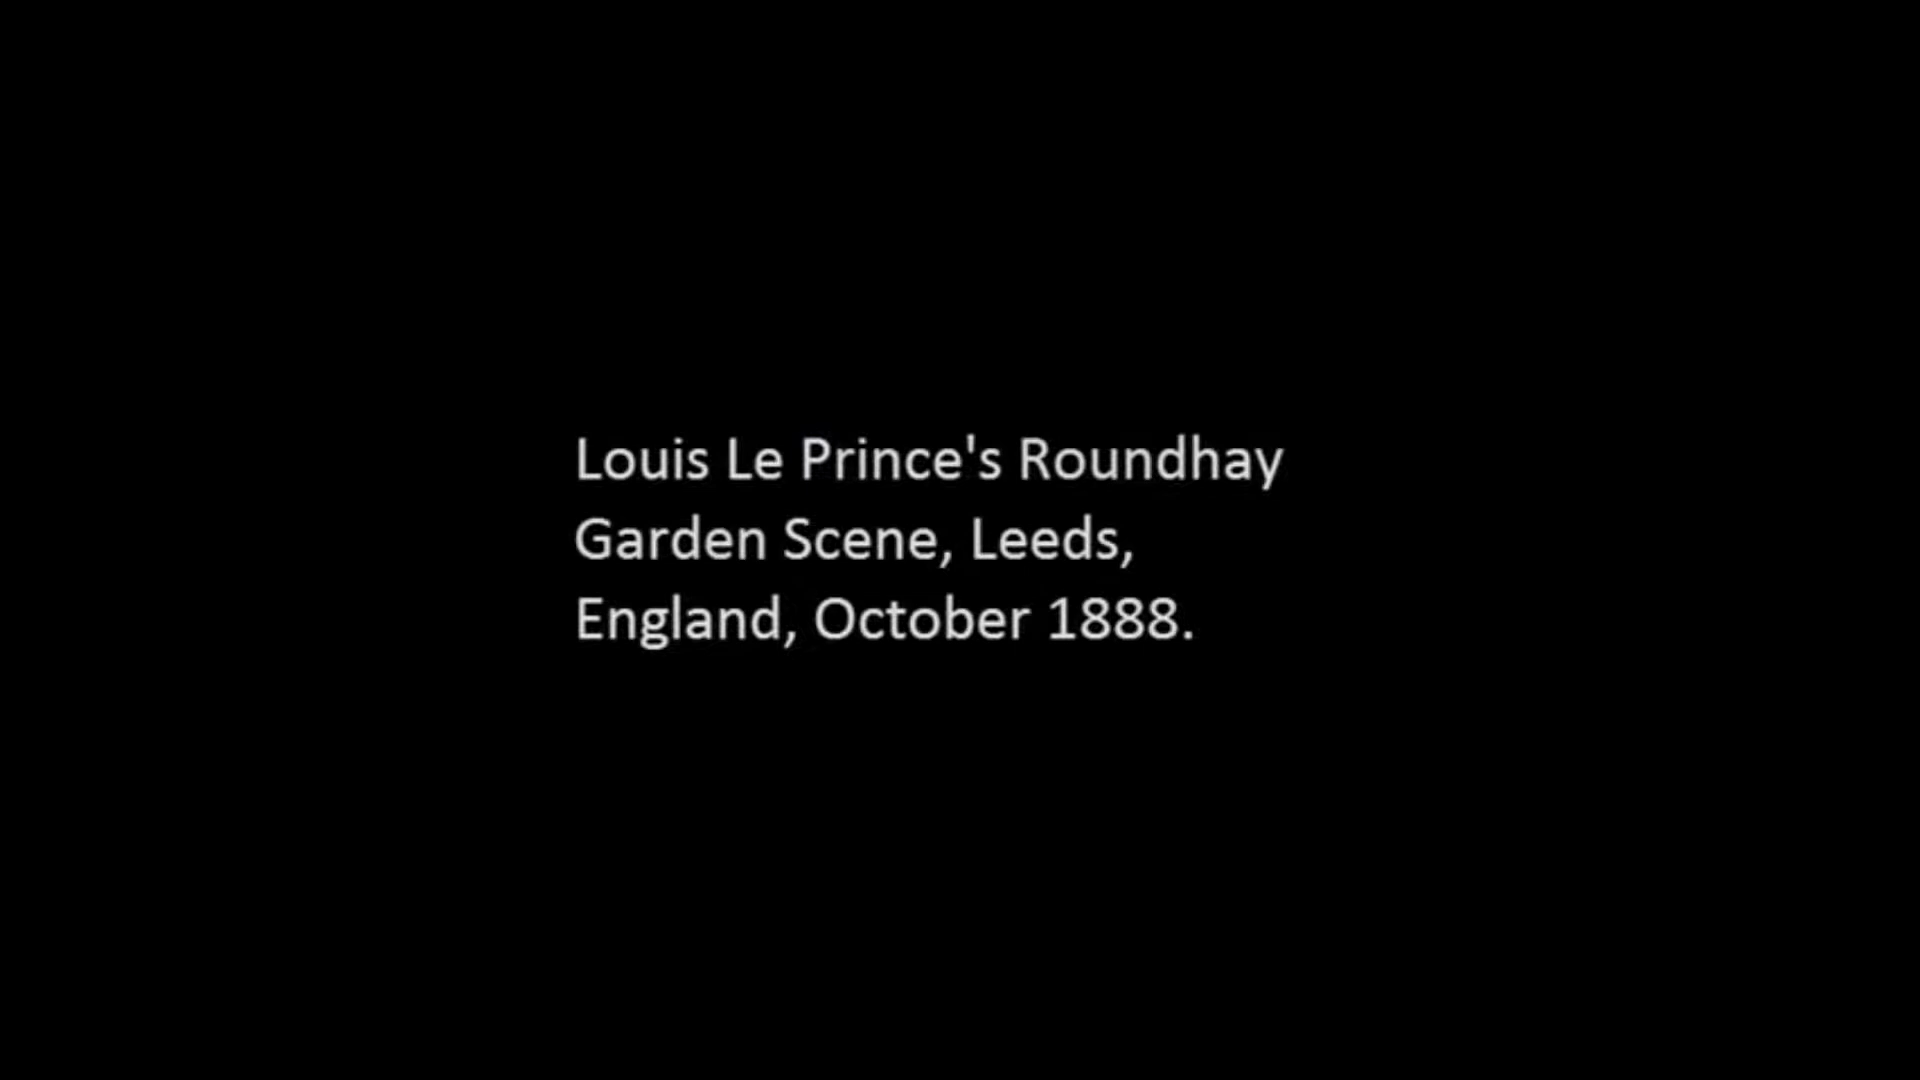 Louis Le Prince's Roundhay
Garden Scene, Leeds,
England, October 1888.